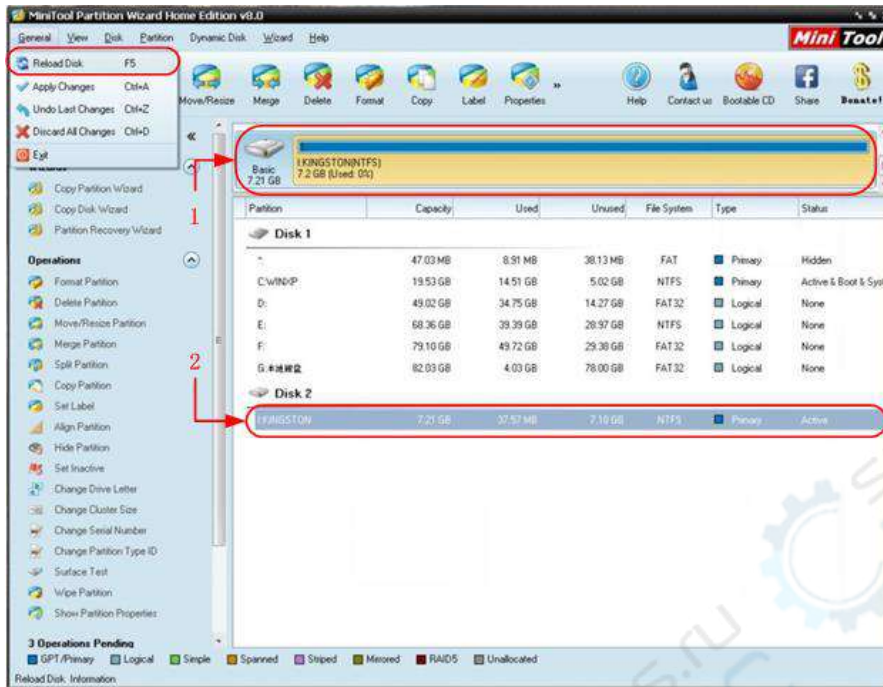 MiniTool Partition Wizard Home Edition v8.0
General View Disk Partition Dynamic Disk Wizard Help
Mini Tool
Reload Disk F5
Apply Changes Ctrl+A
Undo Last Changes Ctrl+Z
Discard All Changes Ctrl+D
Exit
Move/Resize Merge Delete Format Copy Label Properties » Help Contact us Bootable CD Share Donate!
«
Basic
7.21 GB
I:KINGSTON(NTFS)
7.2 GB (Used: 0%)
1
Copy Partition Wizard
Copy Disk Wizard
Partition Recovery Wizard
Operations
Format Partition
Delete Partition
Move/Resize Partition
Merge Partition
Split Partition
Copy Partition
Set Label
Align Partition
Hide Partition
Set Inactive
Change Drive Letter
Change Cluster Size
Change Serial Number
Change Partition Type ID
Surface Test
Wipe Partition
Show Partition Properties
3 Operations Pending
2
Partition Capacity Used Unused File System Type Status
Disk 1
*: 47.03 MB 8.91 MB 38.13 MB FAT Primary Hidden
C:WINXP 19.53 GB 14.51 GB 5.02 GB NTFS Primary Active & Boot & Sys
D: 49.02 GB 34.75 GB 14.27 GB FAT32 Logical None
E: 68.36 GB 39.39 GB 28.97 GB NTFS Logical None
F: 79.10 GB 49.72 GB 29.38 GB FAT32 Logical None
G:本地磁盘 82.03 GB 4.03 GB 78.00 GB FAT32 Logical None
Disk 2
I:KINGSTON 7.21 GB 37.57 MB 7.18 GB NTFS Primary Active
GPT/Primary Logical Simple Spanned Striped Mirrored RAID5 Unallocated
Reload Disk Information